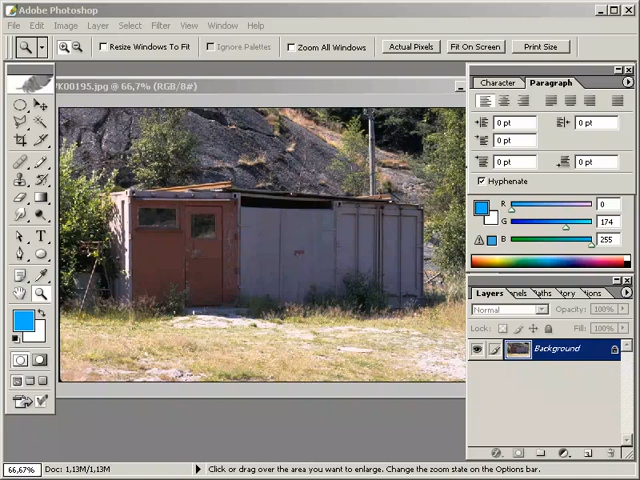 Adobe Photoshop
File Edit Image Layer Select Filter View Window Help
Resize Windows To Fit Ignore Palettes Zoom All Windows Actual Pixels Fit On Screen Print Size
K00195.jpg @ 66,7% (RGB/8#)
Character Paragraph
0 pt 0 pt
0 pt
0 pt 0 pt
Hyphenate
R 0
G 174
B 255
Layers nels Paths tory tions
Normal Opacity: 100%
Lock: Fill: 100%
Background
T
66,67% Doc: 1,13M/1,13M Click or drag over the area you want to enlarge. Change the zoom state on the Options bar.